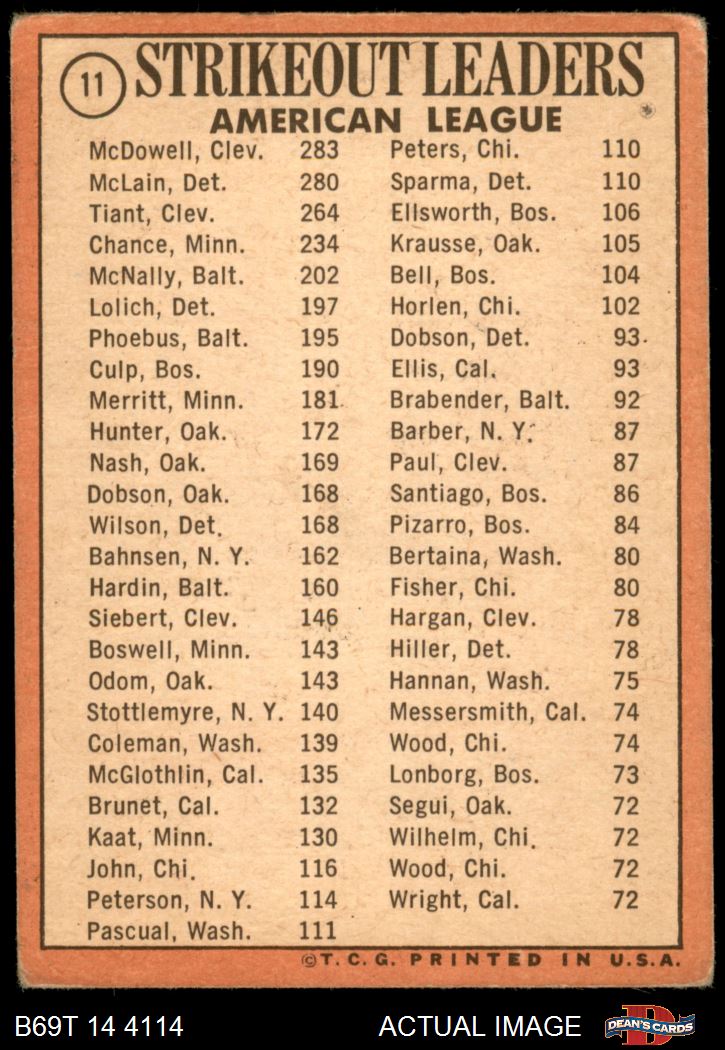 11 STRIKEOUT LEADERS
AMERICAN LEAGUE
McDowell, Clev. 283
McLain, Det. 280
Tiant, Clev. 264
Chance, Minn. 234
McNally, Balt. 202
Lolich, Det. 197
Phoebus, Balt. 195
Culp, Bos. 190
Merritt, Minn. 181
Hunter, Oak. 172
Nash, Oak. 169
Dobson, Oak. 168
Wilson, Det. 168
Bahnsen, N. Y. 162
Hardin, Balt. 160
Siebert, Clev. 146
Boswell, Minn. 143
Odom, Oak. 143
Stottlemyre, N. Y. 140
Coleman, Wash. 139
McGlothlin, Cal. 135
Brunet, Cal. 132
Kaat, Minn. 130
John, Chi. 116
Peterson, N. Y. 114
Pascual, Wash. 111
Peters, Chi. 110
Sparma, Det. 110
Ellsworth, Bos. 106
Krausse, Oak. 105
Bell, Bos. 104
Horlen, Chi. 102
Dobson, Det. 93
Ellis, Cal. 93
Brabender, Balt. 92
Barber, N. Y. 87
Paul, Clev. 87
Santiago, Bos. 86
Pizarro, Bos. 84
Bertaina, Wash. 80
Fisher, Chi. 80
Hargan, Clev. 78
Hiller, Det. 78
Hannan, Wash. 75
Messersmith, Cal. 74
Wood, Chi. 74
Lonborg, Bos. 73
Segui, Oak. 72
Wilhelm, Chi. 72
Wood, Chi. 72
Wright, Cal. 72
©T. C. G. PRINTED IN U.S.A.
B69T 14 4114 ACTUAL IMAGE
D
DEAN'S CARDS